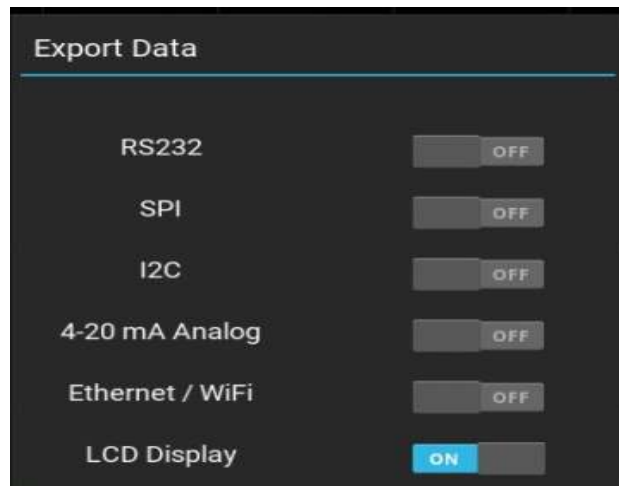 Export Data
RS232 OFF
SPI OFF
I2C OFF
4-20 mA Analog OFF
Ethernet / WiFi OFF
LCD Display ON